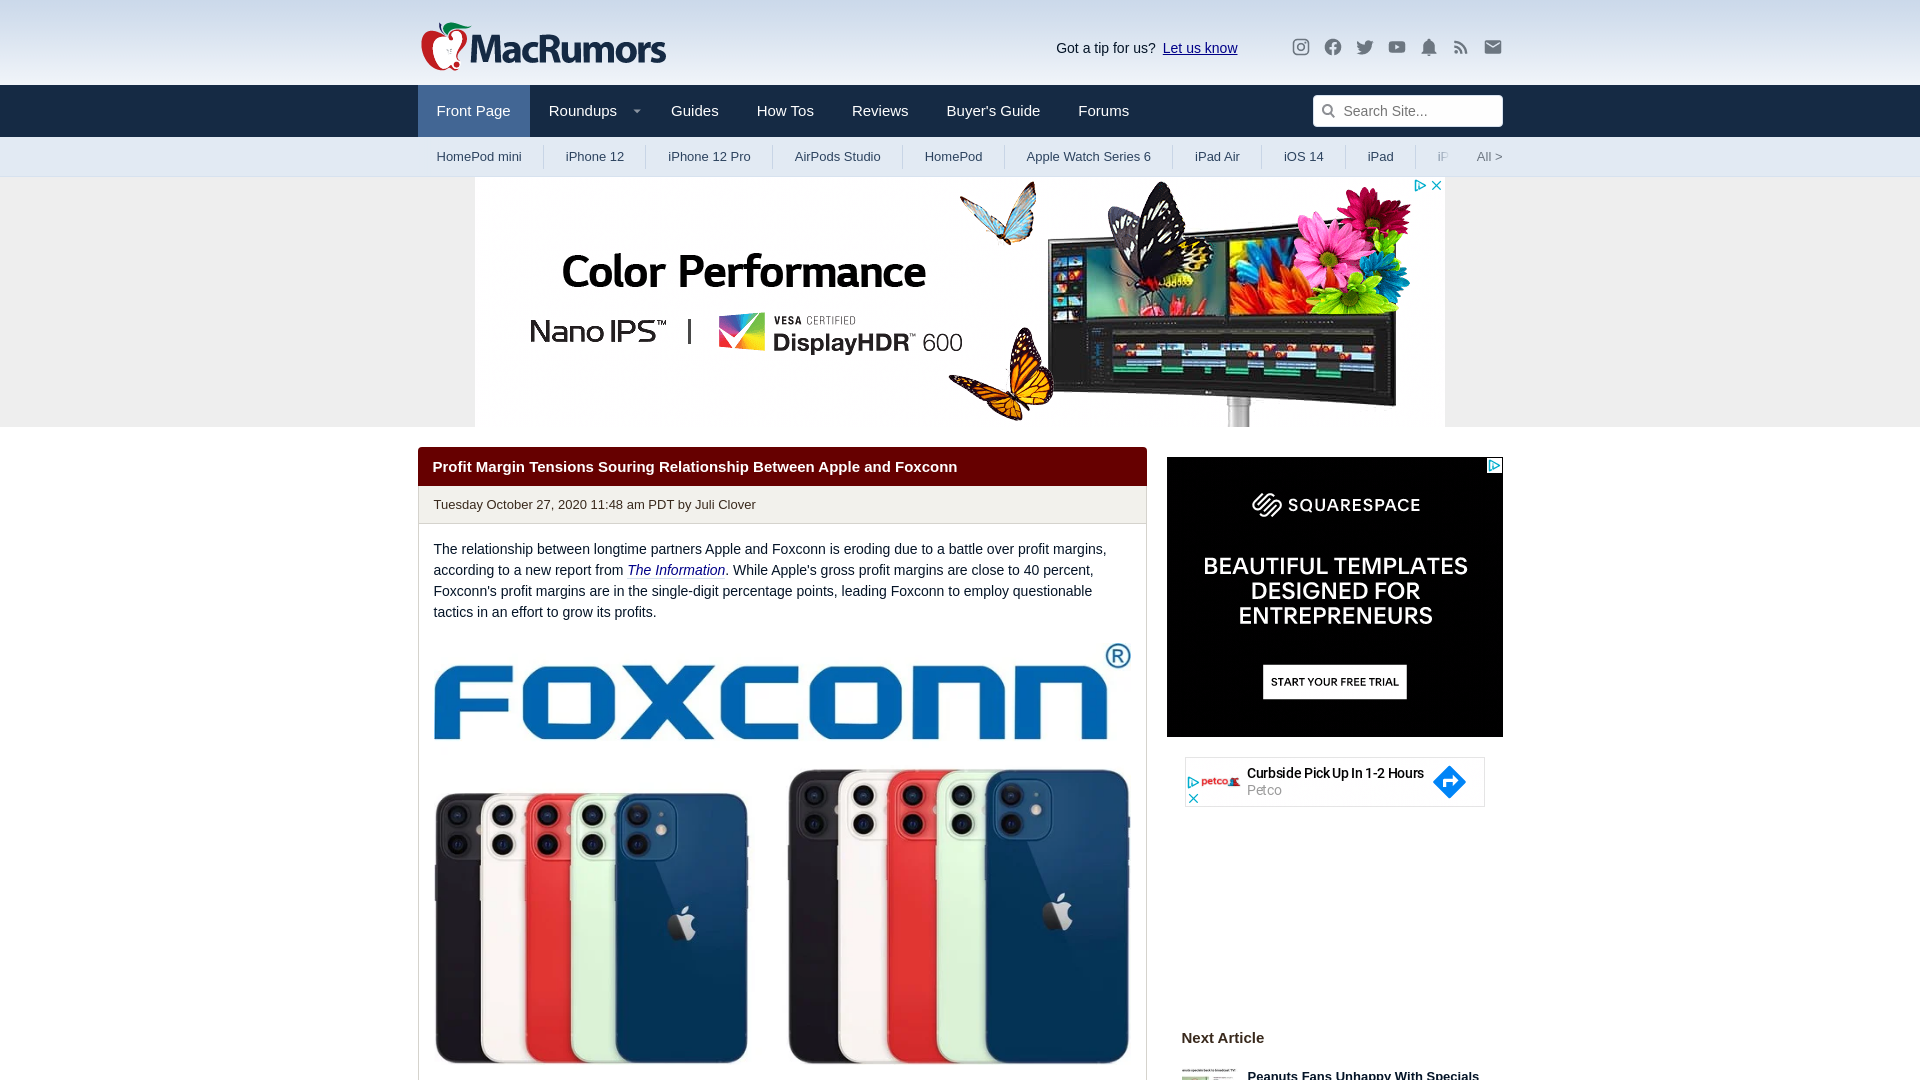 MacRumors
Got a tip for us? Let us know
Front Page
Roundups
Guides
How Tos
Reviews
Buyer's Guide
Forums
Search Site...
HomePod mini
iPhone 12
iPhone 12 Pro
AirPods Studio
HomePod
Apple Watch Series 6
iPad Air
iOS 14
iPad
iP
All >
Color Performance
Nano IPS™ |
VESA CERTIFIED
DisplayHDR™ 600
Profit Margin Tensions Souring Relationship Between Apple and Foxconn
Tuesday October 27, 2020 11:48 am PDT by Juli Clover
The relationship between longtime partners Apple and Foxconn is eroding due to a battle over profit margins,
according to a new report from The Information. While Apple's gross profit margins are close to 40 percent,
Foxconn's profit margins are in the single-digit percentage points, leading Foxconn to employ questionable
tactics in an effort to grow its profits.
FOXCONN®
SQUARESPACE
BEAUTIFUL TEMPLATES
DESIGNED FOR
ENTREPRENEURS
START YOUR FREE TRIAL
petco
Curbside Pick Up In 1-2 Hours
Petco
Next Article
Peanuts Fans Unhappy With Specials